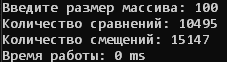 Введите размер массива: 100
Количество сравнений: 10495
Количество смещений: 15147
Время работы: 0 ms